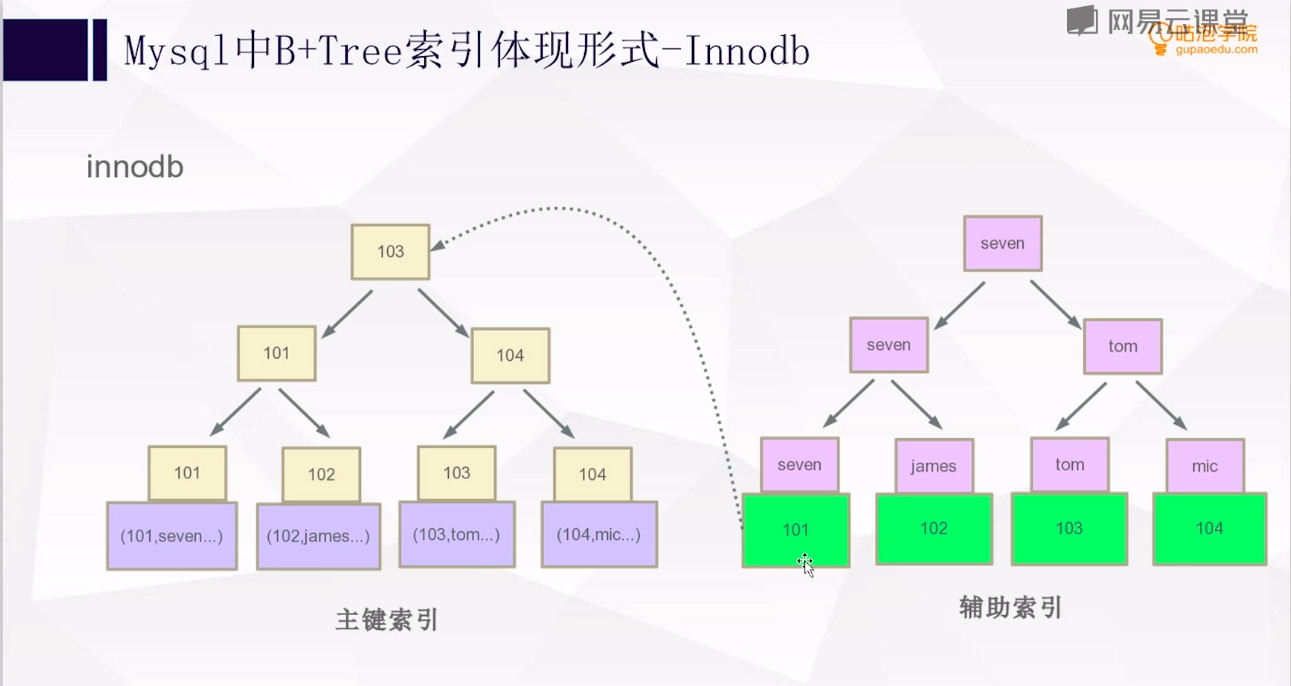 网易云课堂
咕泡学院
gupaoedu.com
Mysql中B+Tree索引体现形式-Innodb
innodb
103
101
104
101
102
103
104
(101,seven...)
(102,james...)
(103,tom...)
(104,mic...)
主键索引
seven
seven
tom
seven
james
tom
mic
101
102
103
104
辅助索引